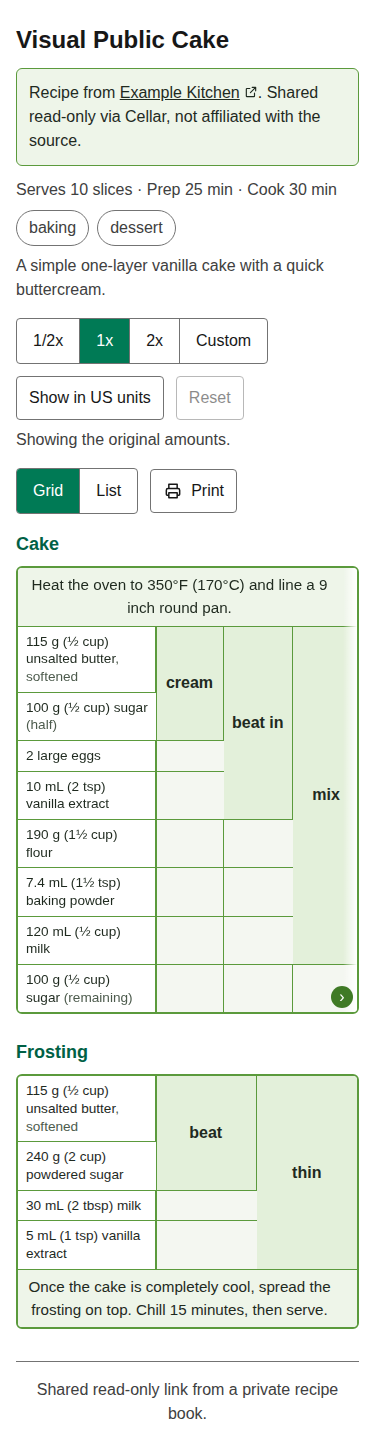 Visual Public Cake
Recipe from Example Kitchen. Shared
read-only via Cellar, not affiliated with the
source.
Serves 10 slices · Prep 25 min · Cook 30 min
baking dessert
A simple one-layer vanilla cake with a quick
buttercream.
1/2x 1x 2x Custom
Show in US units Reset
Showing the original amounts.
Grid List Print
Cake
Heat the oven to 350°F (170°C) and line a 9
inch round pan.
115 g (½ cup)
unsalted butter,
softened
cream
beat in
mix
100 g (½ cup) sugar
(half)
2 large eggs
10 mL (2 tsp)
vanilla extract
190 g (1½ cup)
flour
7.4 mL (1½ tsp)
baking powder
120 mL (½ cup)
milk
100 g (½ cup)
sugar (remaining)
›
Frosting
115 g (½ cup)
unsalted butter,
softened
beat
thin
240 g (2 cup)
powdered sugar
30 mL (2 tbsp) milk
5 mL (1 tsp) vanilla
extract
Once the cake is completely cool, spread the
frosting on top. Chill 15 minutes, then serve.
Shared read-only link from a private recipe
book.